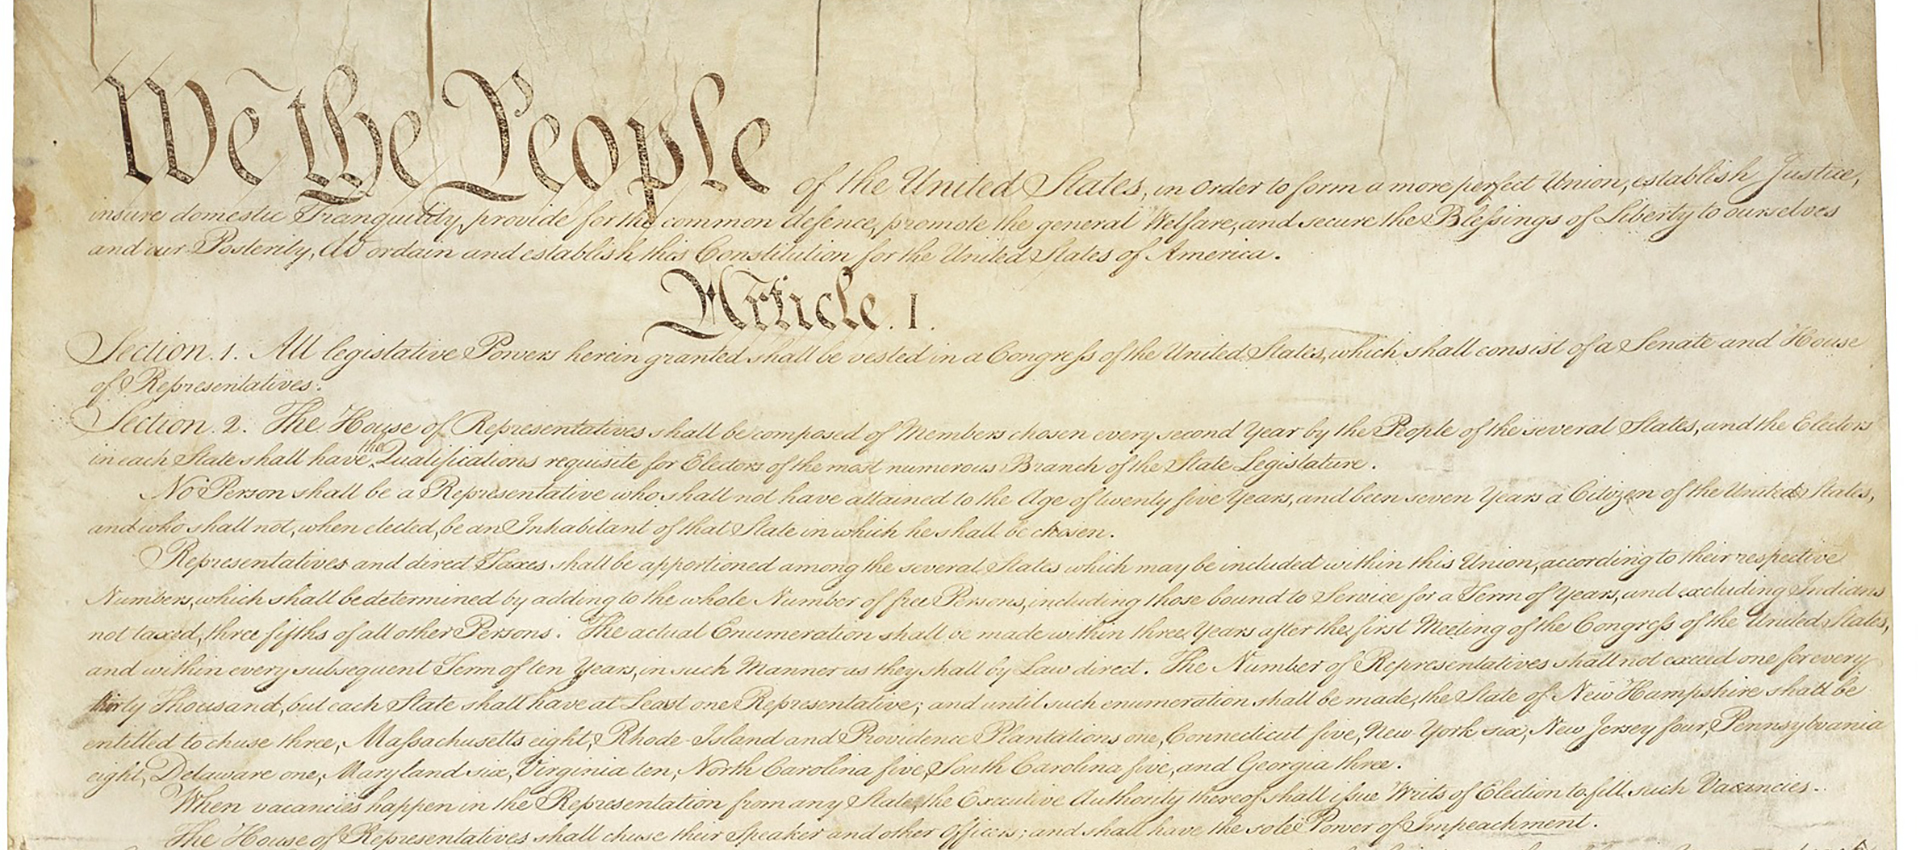 We the People of the United States, in Order to form a more perfect Union, establish Justice,
insure domestic Tranquility, provide for the common defence, promote the general Welfare, and secure the Blessings of Liberty to ourselves
and our Posterity, do ordain and establish this Constitution for the United States of America.
Article. I.
Section. 1. All legislative Powers herein granted shall be vested in a Congress of the United States, which shall consist of a Senate and House
of Representatives.
Section. 2. The House of Representatives shall be composed of Members chosen every second Year by the People of the several States, and the Electors
in each State shall have the Qualifications requisite for Electors of the most numerous Branch of the State Legislature.
No Person shall be a Representative who shall not have attained to the Age of twenty five Years, and been seven Years a Citizen of the United States,
and who shall not, when elected, be an Inhabitant of that State in which he shall be chosen.
Representatives and direct Taxes shall be apportioned among the several States which may be included within this Union, according to their respective
Numbers, which shall be determined by adding to the whole Number of free Persons, including those bound to Service for a Term of Years, and excluding Indians
not taxed, three fifths of all other Persons. The actual Enumeration shall be made within three Years after the first Meeting of the Congress of the United States,
and within every subsequent Term of ten Years, in such Manner as they shall by Law direct. The Number of Representatives shall not exceed one for every
thirty Thousand, but each State shall have at Least one Representative; and until such enumeration shall be made, the State of New Hampshire shall be
entitled to chuse three, Massachusetts eight, Rhode-Island and Providence Plantations one, Connecticut five, New-York six, New Jersey four, Pennsylvania
eight, Delaware one, Maryland six, Virginia ten, North Carolina five, South Carolina five, and Georgia three.
When vacancies happen in the Representation from any State, the Executive Authority thereof shall issue Writs of Election to fill such Vacancies.
The House of Representatives shall chuse their Speaker and other Officers; and shall have the sole Power of Impeachment.